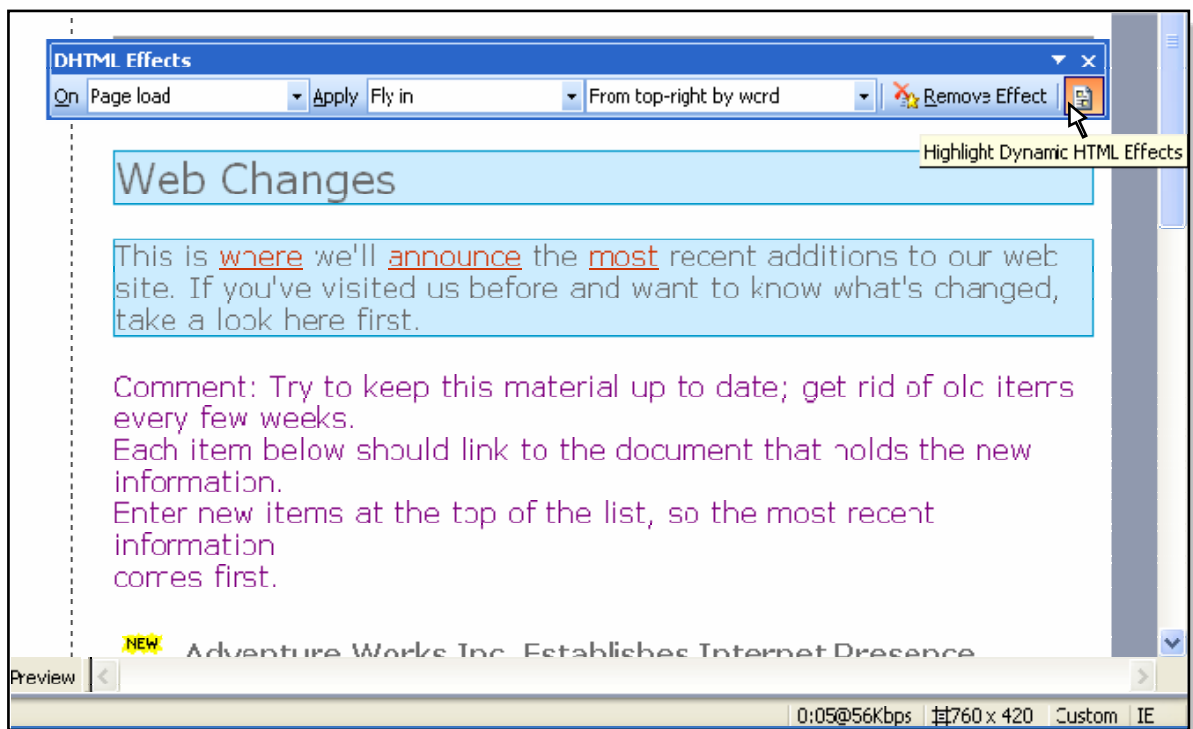 DHTML Effects
On Page load Apply Fly in From top-right by word Remove Effect
Highlight Dynamic HTML Effects
Web Changes
This is where we'll announce the most recent additions to our web
site. If you've visited us before and want to know what's changed,
take a look here first.
Comment: Try to keep this material up to date; get rid of old items
every few weeks.
Each item below should link to the document that holds the new
information.
Enter new items at the top of the list, so the most recent
information
comes first.
NEW Adventure Works Inc. Establishes Internet Presence
Preview
0:05@56Kbps 760 x 420 Custom IE